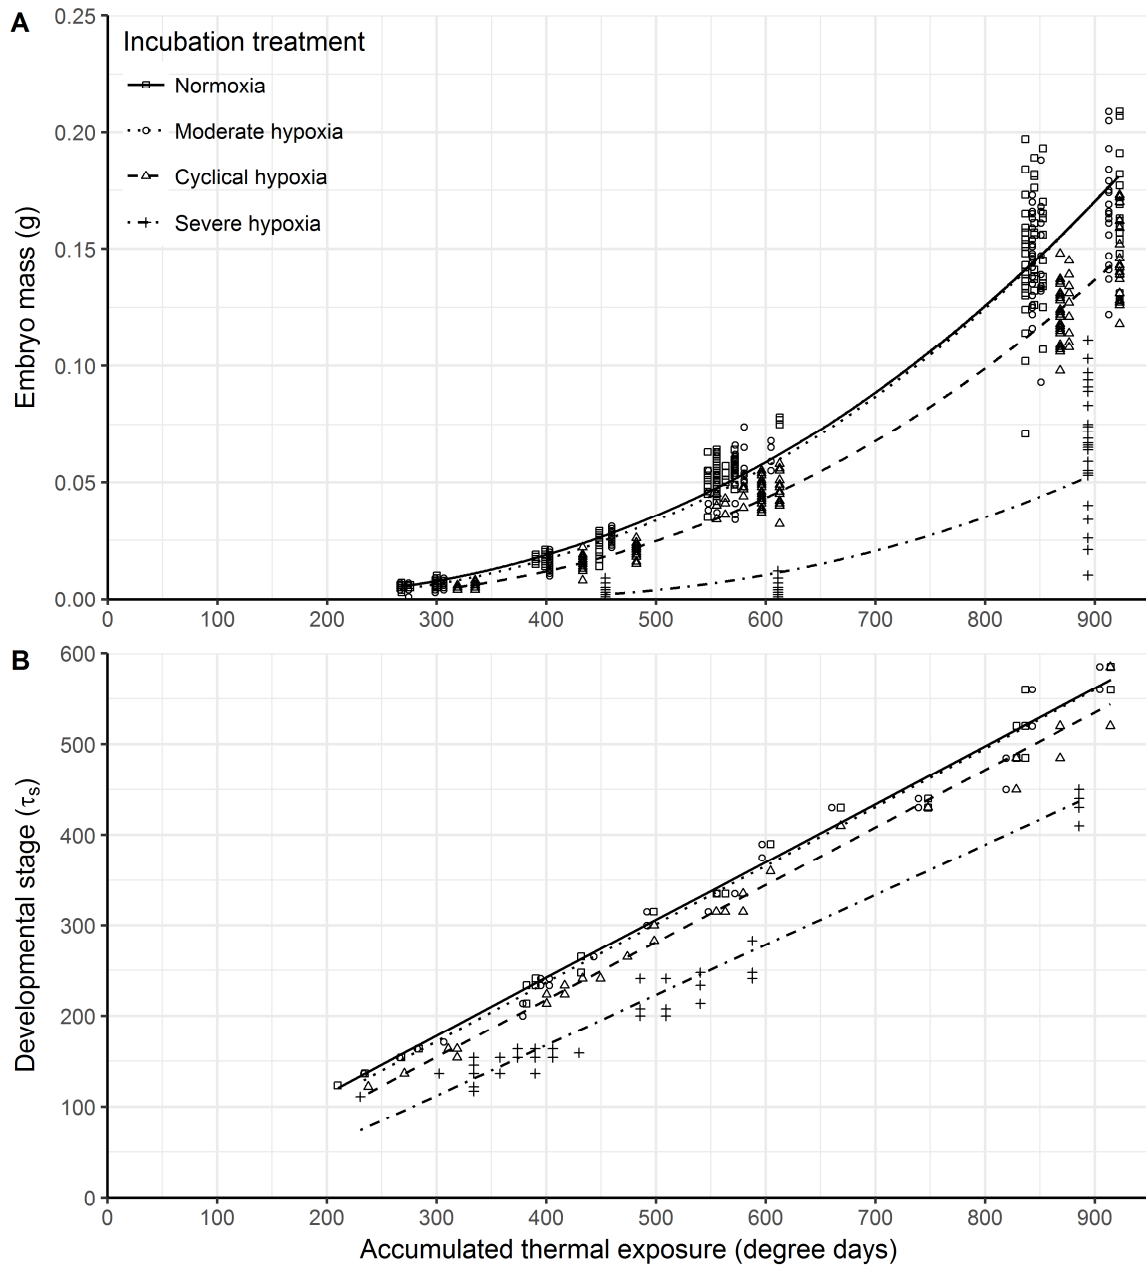 A
Incubation treatment
Normoxia
Moderate hypoxia
Cyclical hypoxia
Severe hypoxia
Embryo mass (g)
0.25
0.20
0.15
0.10
0.05
0.00
0 100 200 300 400 500 600 700 800 900
B
Developmental stage (τs)
600
500
400
300
200
100
0
0 100 200 300 400 500 600 700 800 900
Accumulated thermal exposure (degree days)